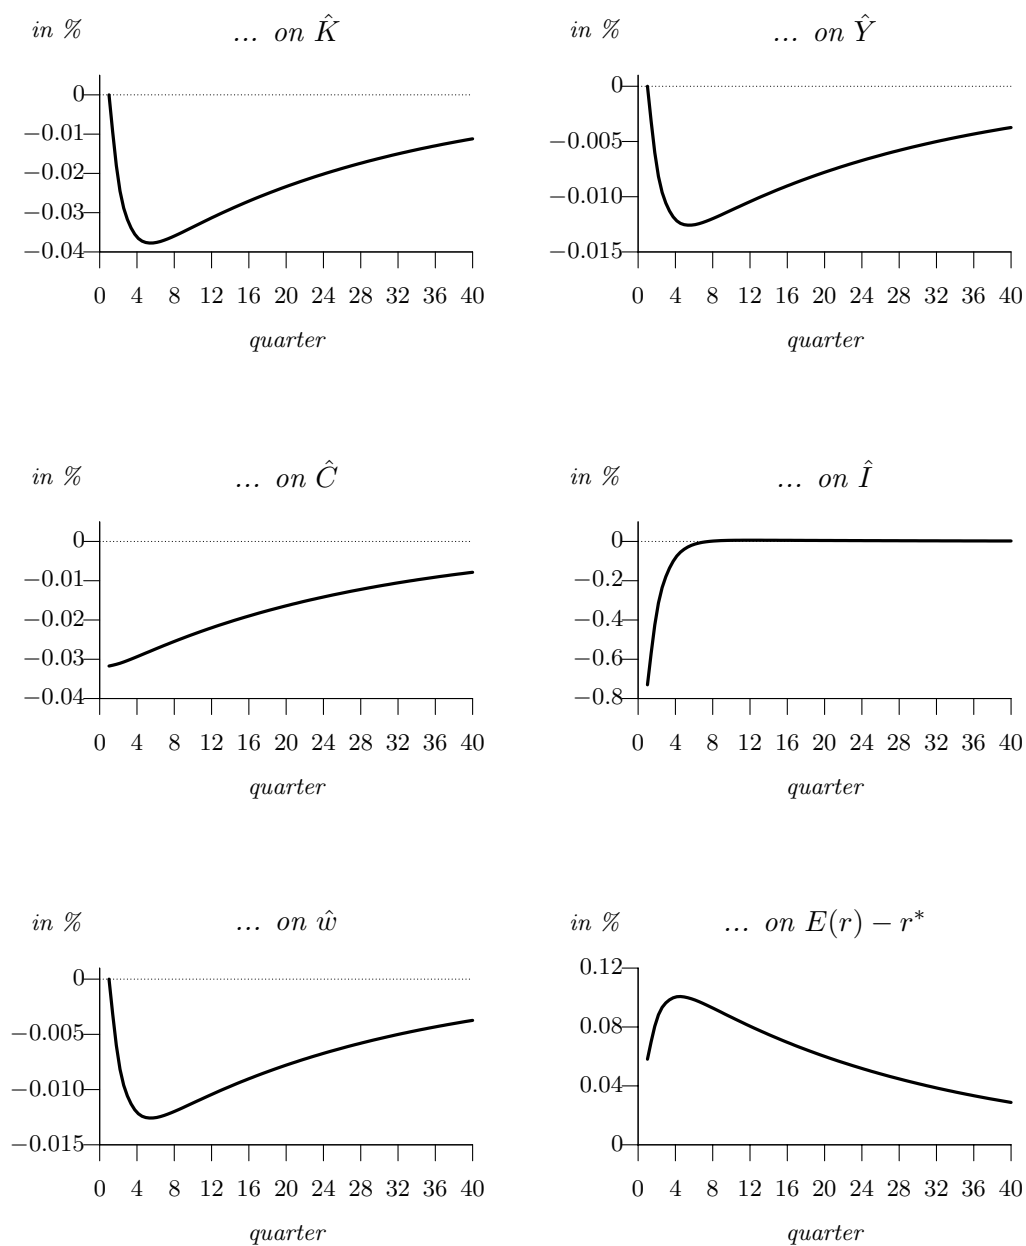 in % ... on K̂
0
−0.01
−0.02
−0.03
−0.04
0 4 8 12 16 20 24 28 32 36 40
quarter
in % ... on Ŷ
0
−0.005
−0.010
−0.015
0 4 8 12 16 20 24 28 32 36 40
quarter
in % ... on Ĉ
0
−0.01
−0.02
−0.03
−0.04
0 4 8 12 16 20 24 28 32 36 40
quarter
in % ... on Î
0
−0.2
−0.4
−0.6
−0.8
0 4 8 12 16 20 24 28 32 36 40
quarter
in % ... on ŵ
0
−0.005
−0.010
−0.015
0 4 8 12 16 20 24 28 32 36 40
quarter
in % ... on E(r) − r*
0.12
0.08
0.04
0
0 4 8 12 16 20 24 28 32 36 40
quarter